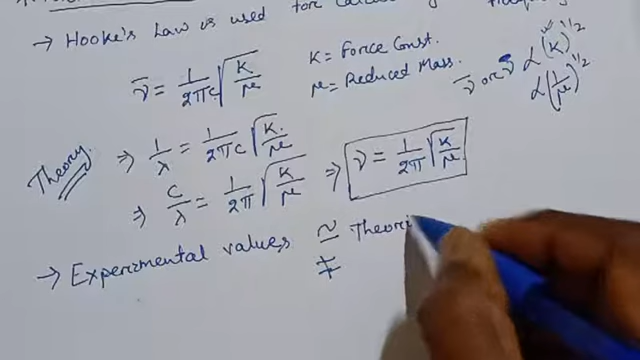 → Hooke's Law is used for
ν̄ = 1/2πc √(K/μ)
K = Force Const.
μ = Reduced Mass.
ν̄ or ν ∝ (K)^1/2
∝ (1/μ)^1/2
Theory.
⇒ 1/λ = 1/2πc √(K/μ)
⇒ c/λ = 1/2π √(K/μ) ⇒ ν = 1/2π √(K/μ)
→ Experimental values ≃ Theori
≠